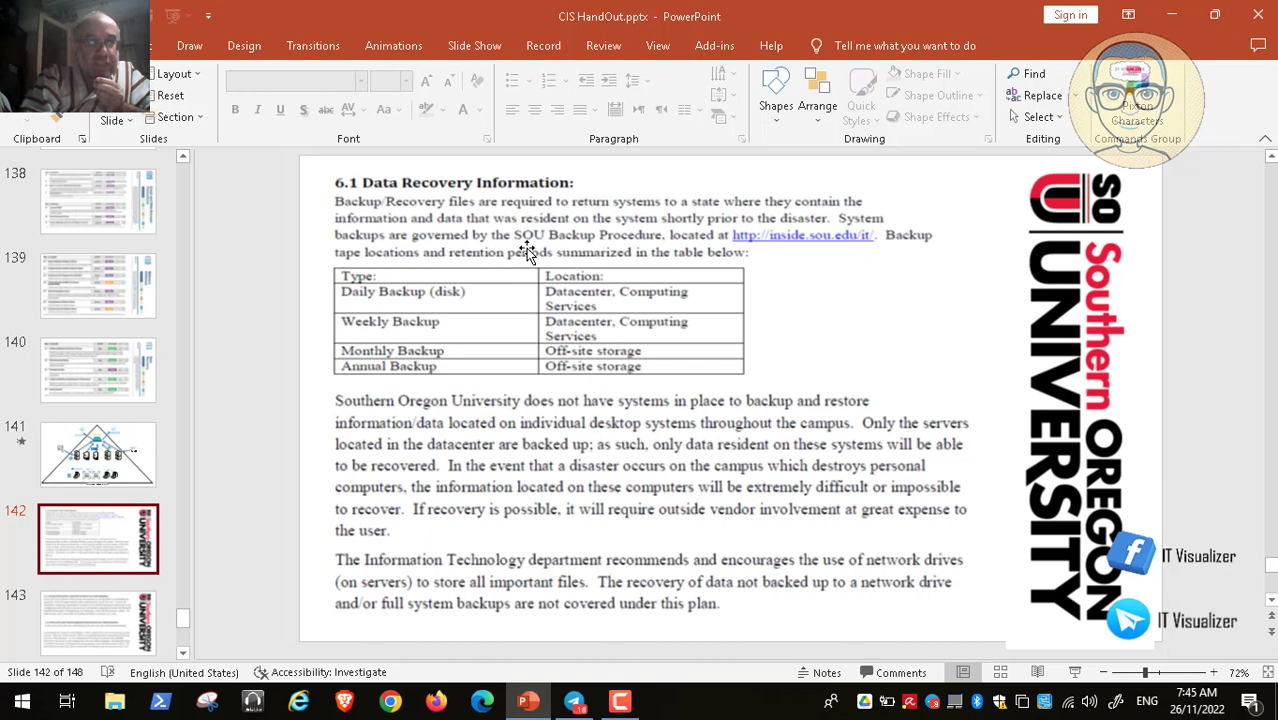 CIS HandOut.pptx - PowerPoint
Sign in
Draw
Design
Transitions
Animations
Slide Show
Record
Review
View
Add-ins
Help
Tell me what you want to do
Layout
Reset
Section
Slide
Shapes
Arrange
Quick
Styles
Shape Fill
Shape Outline
Shape Effects
Find
Replace
Select
Pixton
Characters
Clipboard
Slides
Font
Paragraph
Drawing
Editing
Commands Group
138
139
140
141
142
143
6.1 Data Recovery Information:
Backup/Recovery files are required to return systems to a state where they contain the
information and data that was resident on the system shortly prior to the disaster. System
backups are governed by the SOU Backup Procedure, located at http://inside.sou.edu/it/. Backup
tape locations and retention periods summarized in the table below:
Type: Location:
Daily Backup (disk) Datacenter, Computing
Services
Weekly Backup Datacenter, Computing
Services
Monthly Backup Off-site storage
Annual Backup Off-site storage
Southern Oregon University does not have systems in place to backup and restore
information/data located on individual desktop systems throughout the campus. Only the servers
located in the datacenter are backed up; as such, only data resident on these systems will be able
to be recovered. In the event that a disaster occurs on the campus which destroys personal
computers, the information located on these computers will be extremely difficult or impossible
to recover. If recovery is possible, it will require outside vendor involvement at great expense to
the user.
The Information Technology department recommends and encourages the use of network drives
(on servers) to store all important files. The recovery of data not backed up to a network drive
and/or full system backups are not covered under this plan.
SO
U
Southern
OREGON
UNIVERSITY
IT Visualizer
IT Visualizer
Slide 142 of 148
English (United States)
Accessibility: Investigate
Notes
Comments
72%
ENG
7:45 AM
26/11/2022